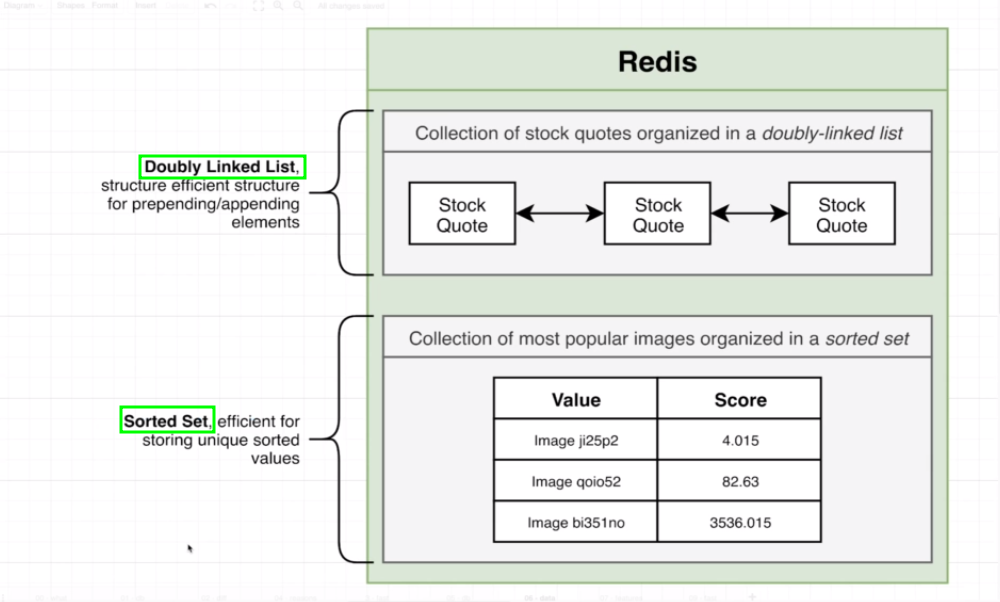 Diagram
Shapes
Format
Insert
All changes saved
Redis
Collection of stock quotes organized in a doubly-linked list
Doubly Linked List,
structure efficient structure
for prepending/appending
elements
Stock
Quote
Stock
Quote
Stock
Quote
Collection of most popular images organized in a sorted set
Sorted Set, efficient for
storing unique sorted
values
Value Score
Image ji25p2 4.015
Image qoio52 82.63
Image bi351no 3536.015